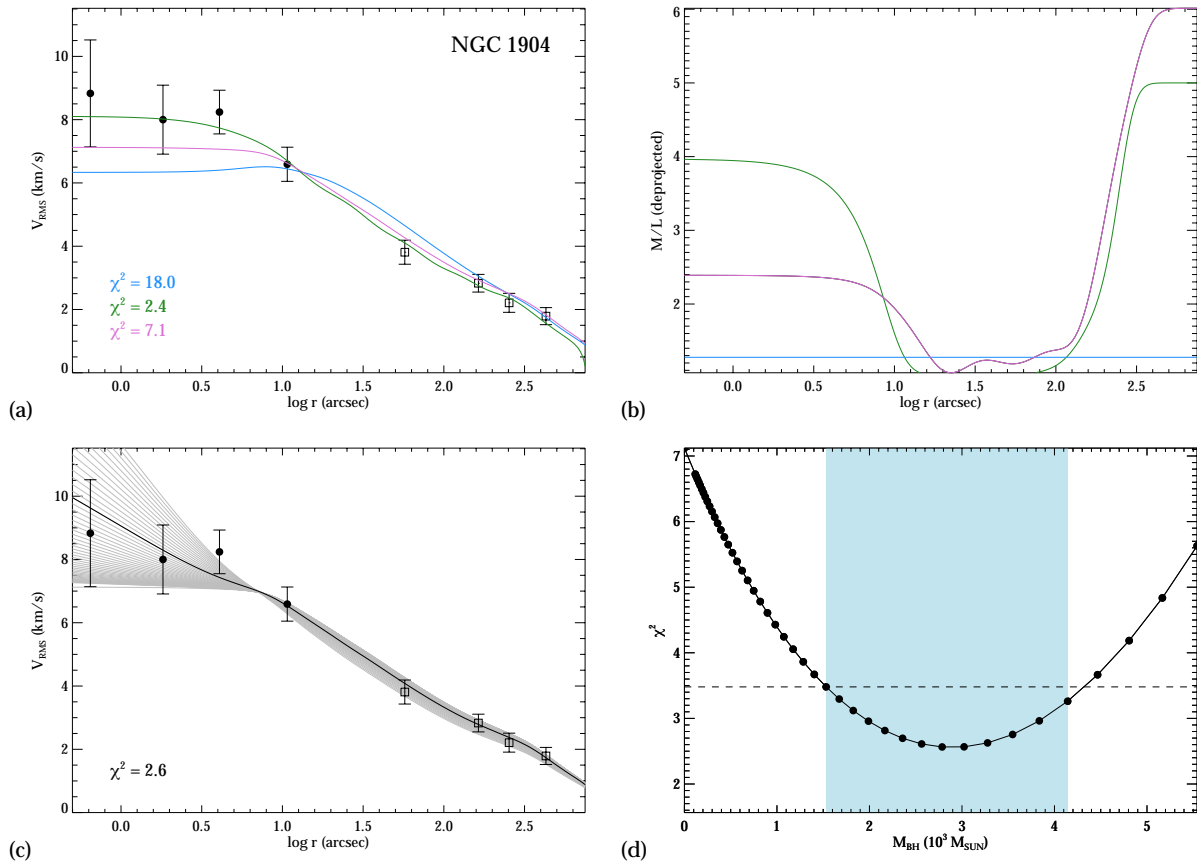 NGC 1904
10
8
6
4
2
0
V_RMS (km/s)
χ² = 18.0
χ² = 2.4
χ² = 7.1
0.0 0.5 1.0 1.5 2.0 2.5
log r (arcsec)
(a)
6
5
4
3
2
M/L (deprojected)
0.0 0.5 1.0 1.5 2.0 2.5
log r (arcsec)
(b)
10
8
6
4
2
0
V_RMS (km/s)
χ² = 2.6
0.0 0.5 1.0 1.5 2.0 2.5
log r (arcsec)
(c)
7
6
5
4
3
2
χ²
0 1 2 3 4 5
M_BH (10³ M_SUN)
(d)